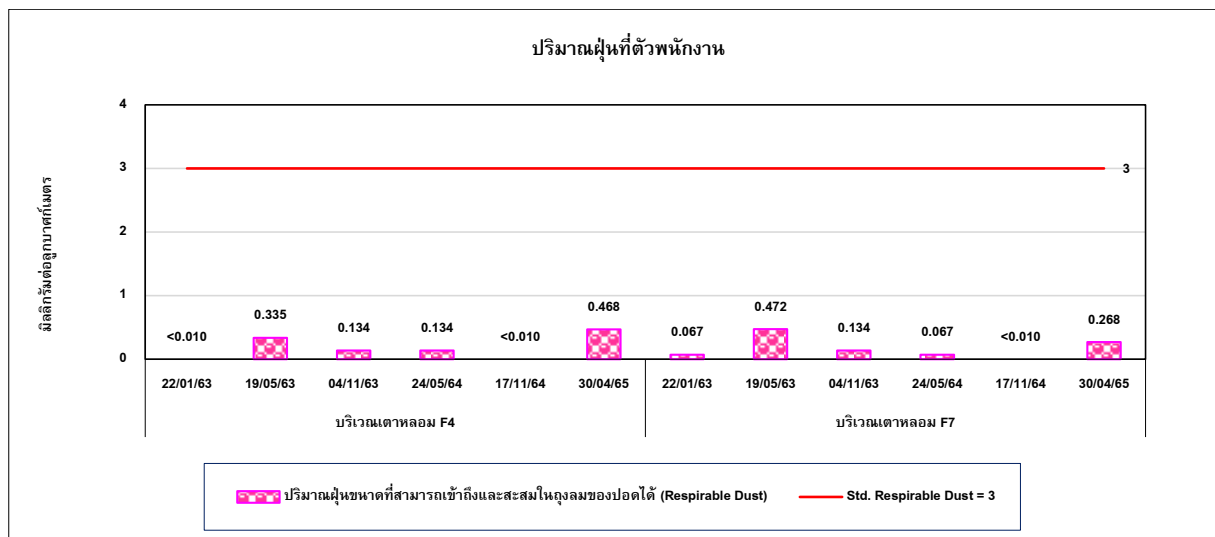 ปริมาณฝุ่นที่ตัวพนักงาน
มิลลิกรัมต่อลูกบาศก์เมตร
4
3
2
1
0
3
<0.010 0.335 0.134 0.134 <0.010 0.468 0.067 0.472 0.134 0.067 <0.010 0.268
22/01/63 19/05/63 04/11/63 24/05/64 17/11/64 30/04/65 22/01/63 19/05/63 04/11/63 24/05/64 17/11/64 30/04/65
บริเวณเตาหลอม F4 บริเวณเตาหลอม F7
ปริมาณฝุ่นขนาดที่สามารถเข้าถึงและสะสมในถุงลมของปอดได้ (Respirable Dust) Std. Respirable Dust = 3